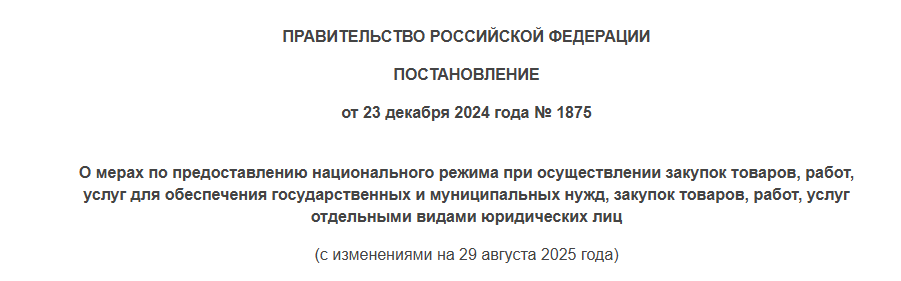 ПРАВИТЕЛЬСТВО РОССИЙСКОЙ ФЕДЕРАЦИИ
ПОСТАНОВЛЕНИЕ
от 23 декабря 2024 года № 1875
О мерах по предоставлению национального режима при осуществлении закупок товаров, работ,
услуг для обеспечения государственных и муниципальных нужд, закупок товаров, работ, услуг
отдельными видами юридических лиц
(с изменениями на 29 августа 2025 года)